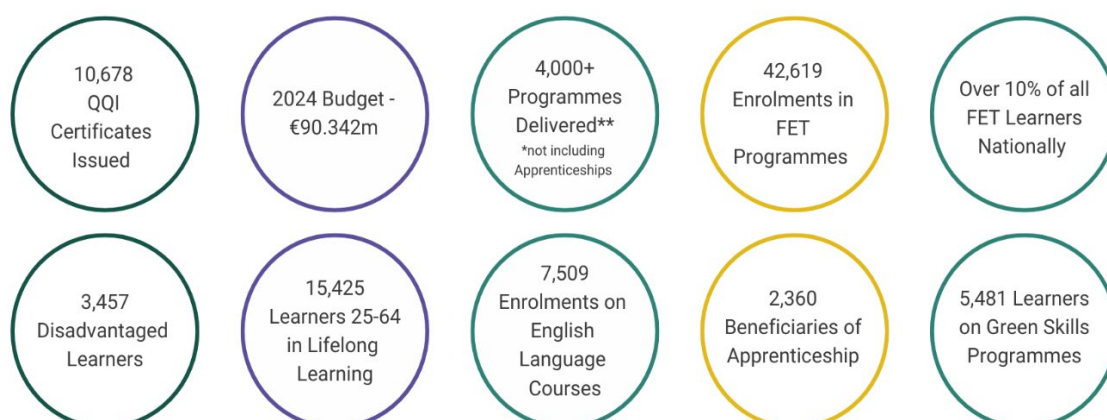 10,678
QQI
Certificates
Issued
2024 Budget -
€90.342m
4,000+
Programmes
Delivered**
*not including
Apprenticeships
42,619
Enrolments in
FET
Programmes
Over 10% of all
FET Learners
Nationally
3,457
Disadvantaged
Learners
15,425
Learners 25-64
in Lifelong
Learning
7,509
Enrolments on
English
Language
Courses
2,360
Beneficiaries of
Apprenticeship
5,481 Learners
on Green Skills
Programmes